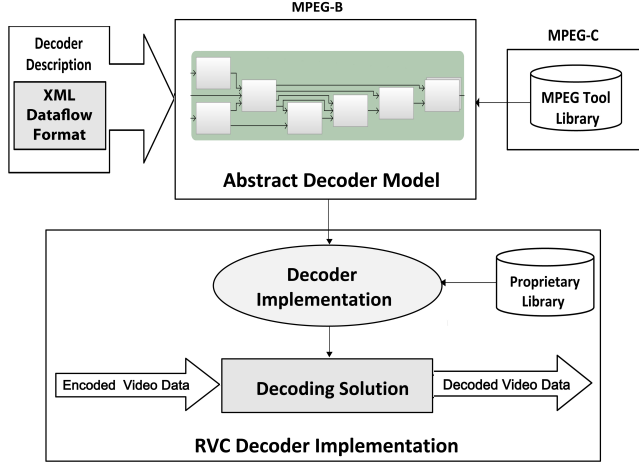 MPEG-B
Decoder
Description
XML
Dataflow
Format
Abstract Decoder Model
MPEG-C
MPEG Tool
Library
Decoder
Implementation
Proprietary
Library
Encoded Video Data
Decoding Solution
Decoded Video Data
RVC Decoder Implementation